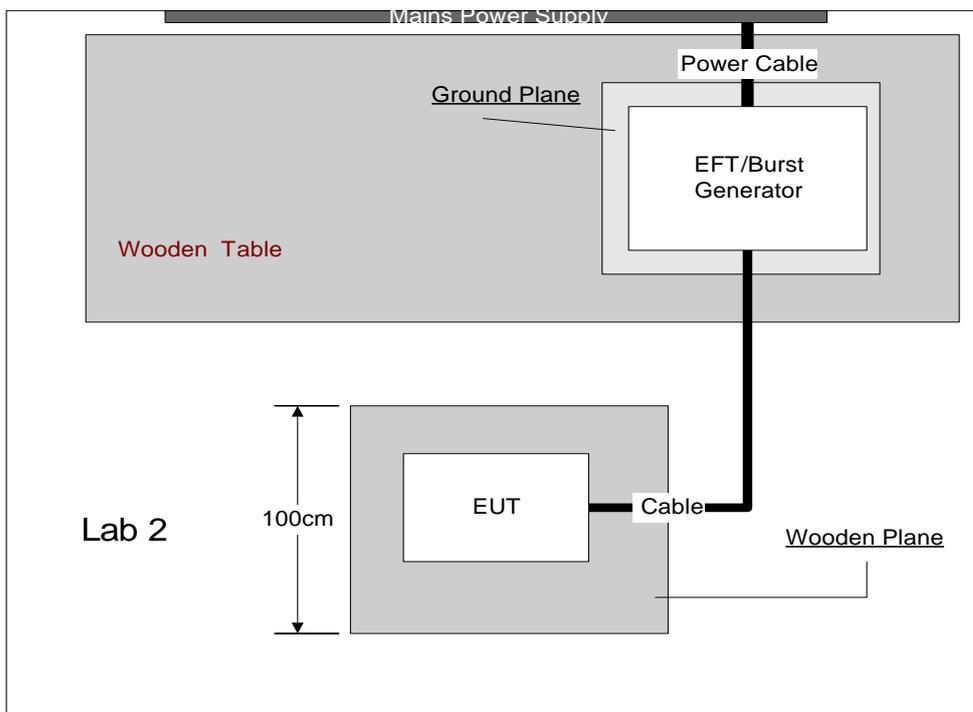 Mains Power Supply
Power Cable
Ground Plane
EFT/Burst
Generator
Wooden Table
EUT
Cable
100cm
Lab 2
Wooden Plane